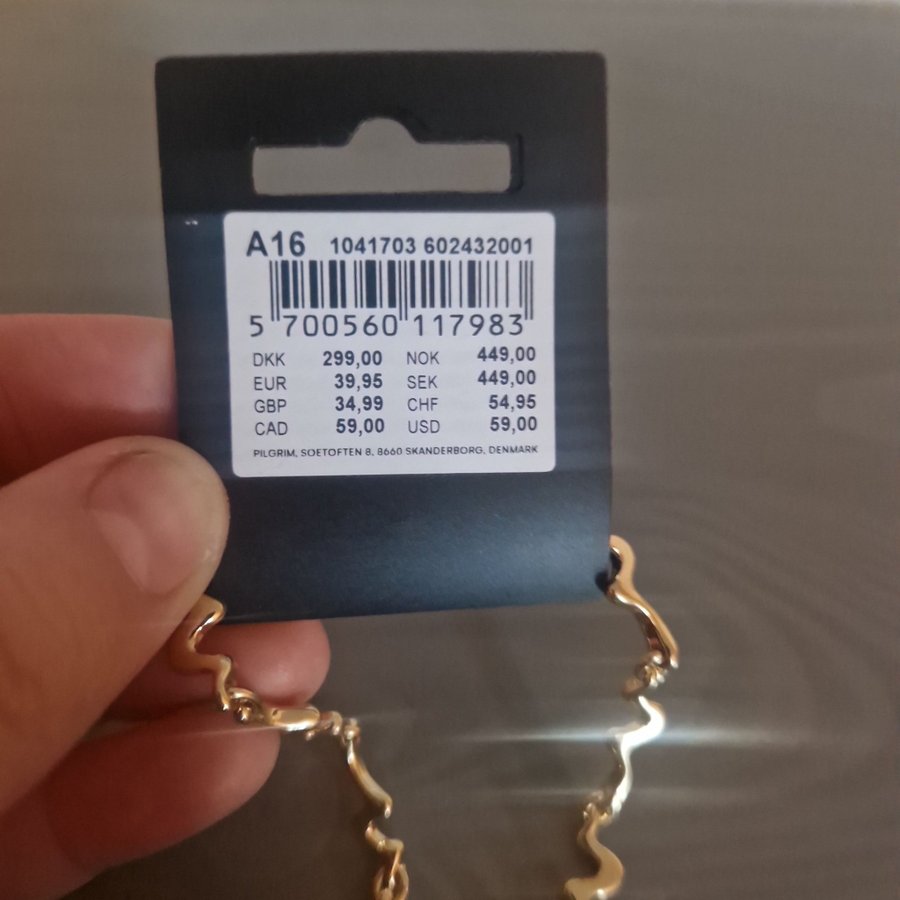 A16 1041703 602432001
5 700560 117983
DKK 299,00 NOK 449,00
EUR 39,95 SEK 449,00
GBP 34,99 CHF 54,95
CAD 59,00 USD 59,00
PILGRIM, SOETOFTEN 8, 8660 SKANDERBORG, DENMARK